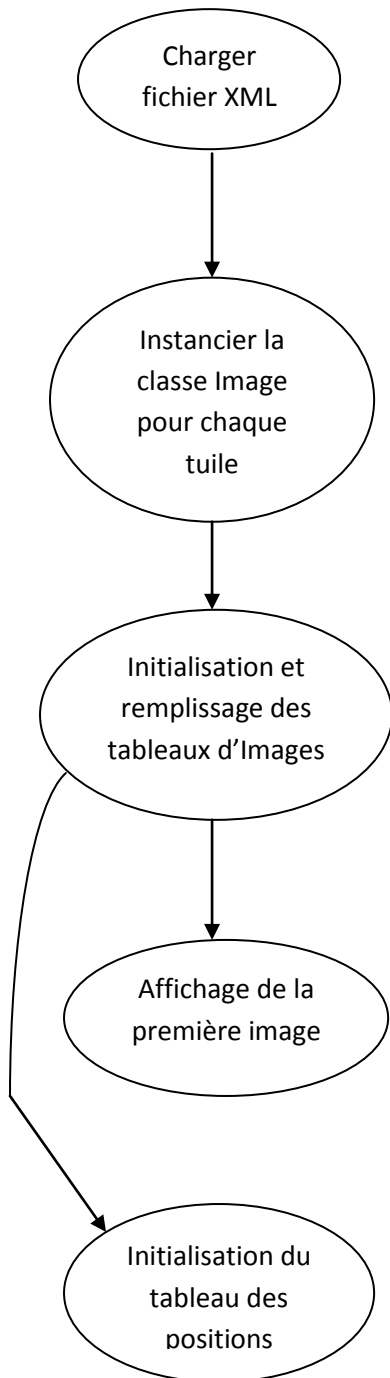 Charger
fichier XML
Instancier la
classe Image
pour chaque
tuile
Initialisation et
remplissage des
tableaux d’Images
Affichage de la
première image
Initialisation du
tableau des
positions